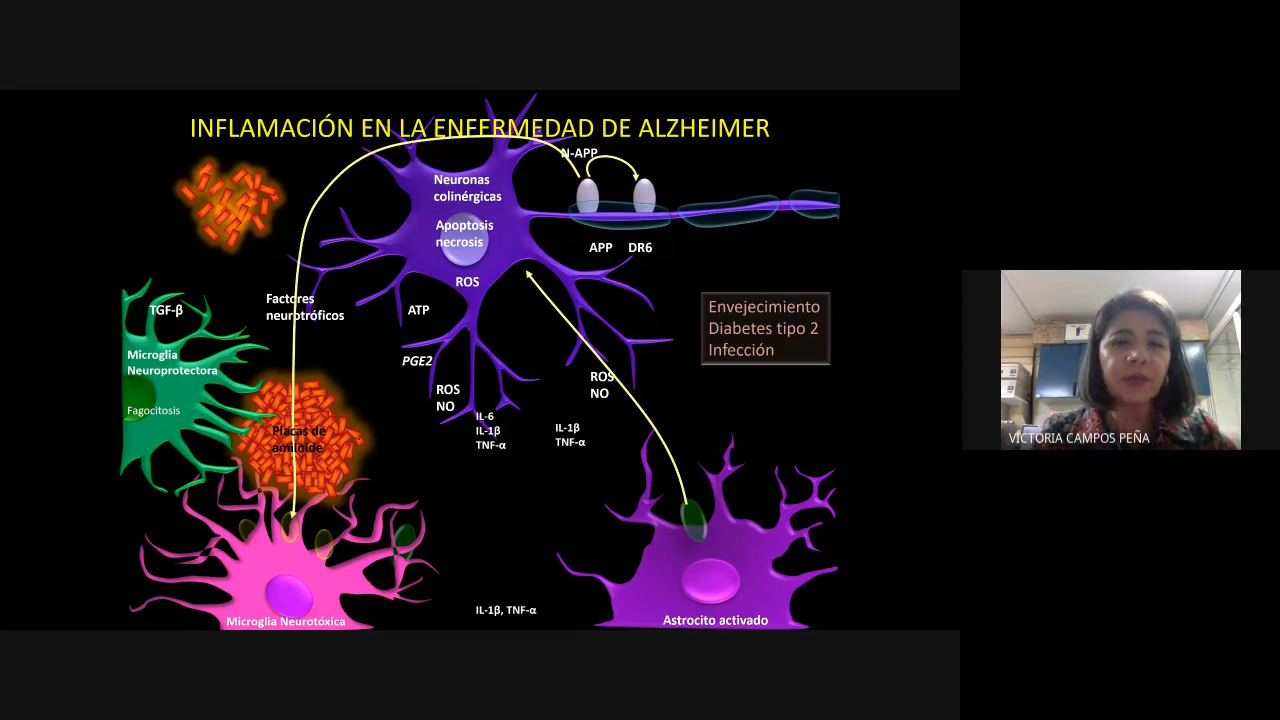 INFLAMACIÓN EN LA ENFERMEDAD DE ALZHEIMER
N-APP
Neuronas
colinérgicas
Apoptosis
necrosis
APP DR6
ROS
Factores
neurotróficos
ATP
TGF-β
Envejecimiento
Diabetes tipo 2
Infección
Microglia
Neuroprotectora
PGE2
ROS
NO
ROS
NO
Fagocitosis
IL-6
IL-1β
TNF-α
IL-1β
TNF-α
Placas de
amiloide
IL-1β, TNF-α
Microglia Neurotóxica
Astrocito activado
VICTORIA CAMPOS PEÑA